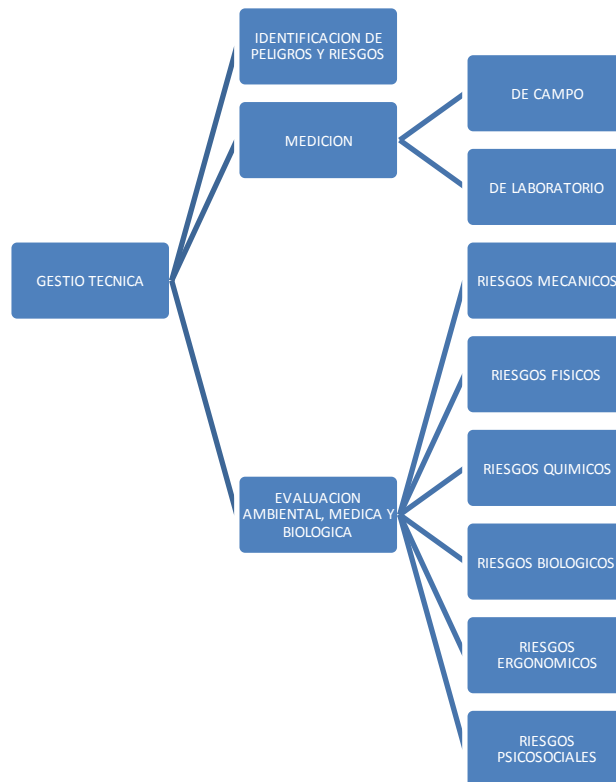 IDENTIFICACION DE
PELIGROS Y RIESGOS
MEDICION
DE CAMPO
DE LABORATORIO
GESTIO TECNICA
RIESGOS MECANICOS
RIESGOS FISICOS
RIESGOS QUIMICOS
EVALUACION
AMBIENTAL, MEDICA Y
BIOLOGICA
RIESGOS BIOLOGICOS
RIESGOS
ERGONOMICOS
RIESGOS
PSICOSOCIALES